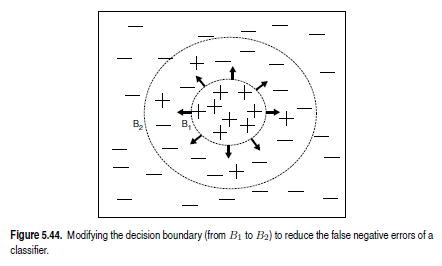 B₂
B₁
Figure 5.44. Modifying the decision boundary (from B₁ to B₂) to reduce the false negative errors of a
classifier.